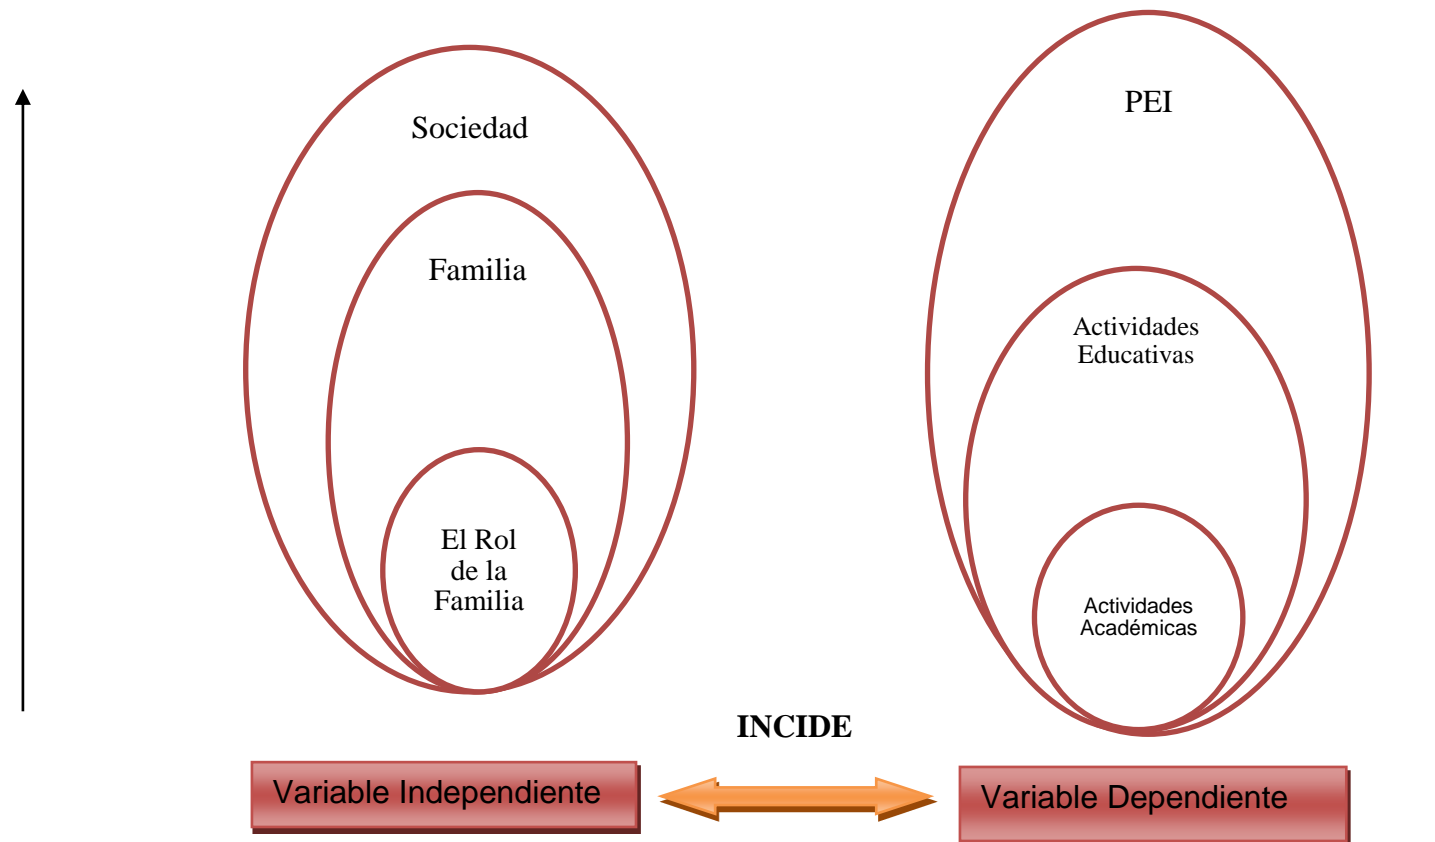 Sociedad
Familia
El Rol
de la
Familia
PEI
Actividades
Educativas
Actividades
Académicas
INCIDE
Variable Independiente
Variable Dependiente